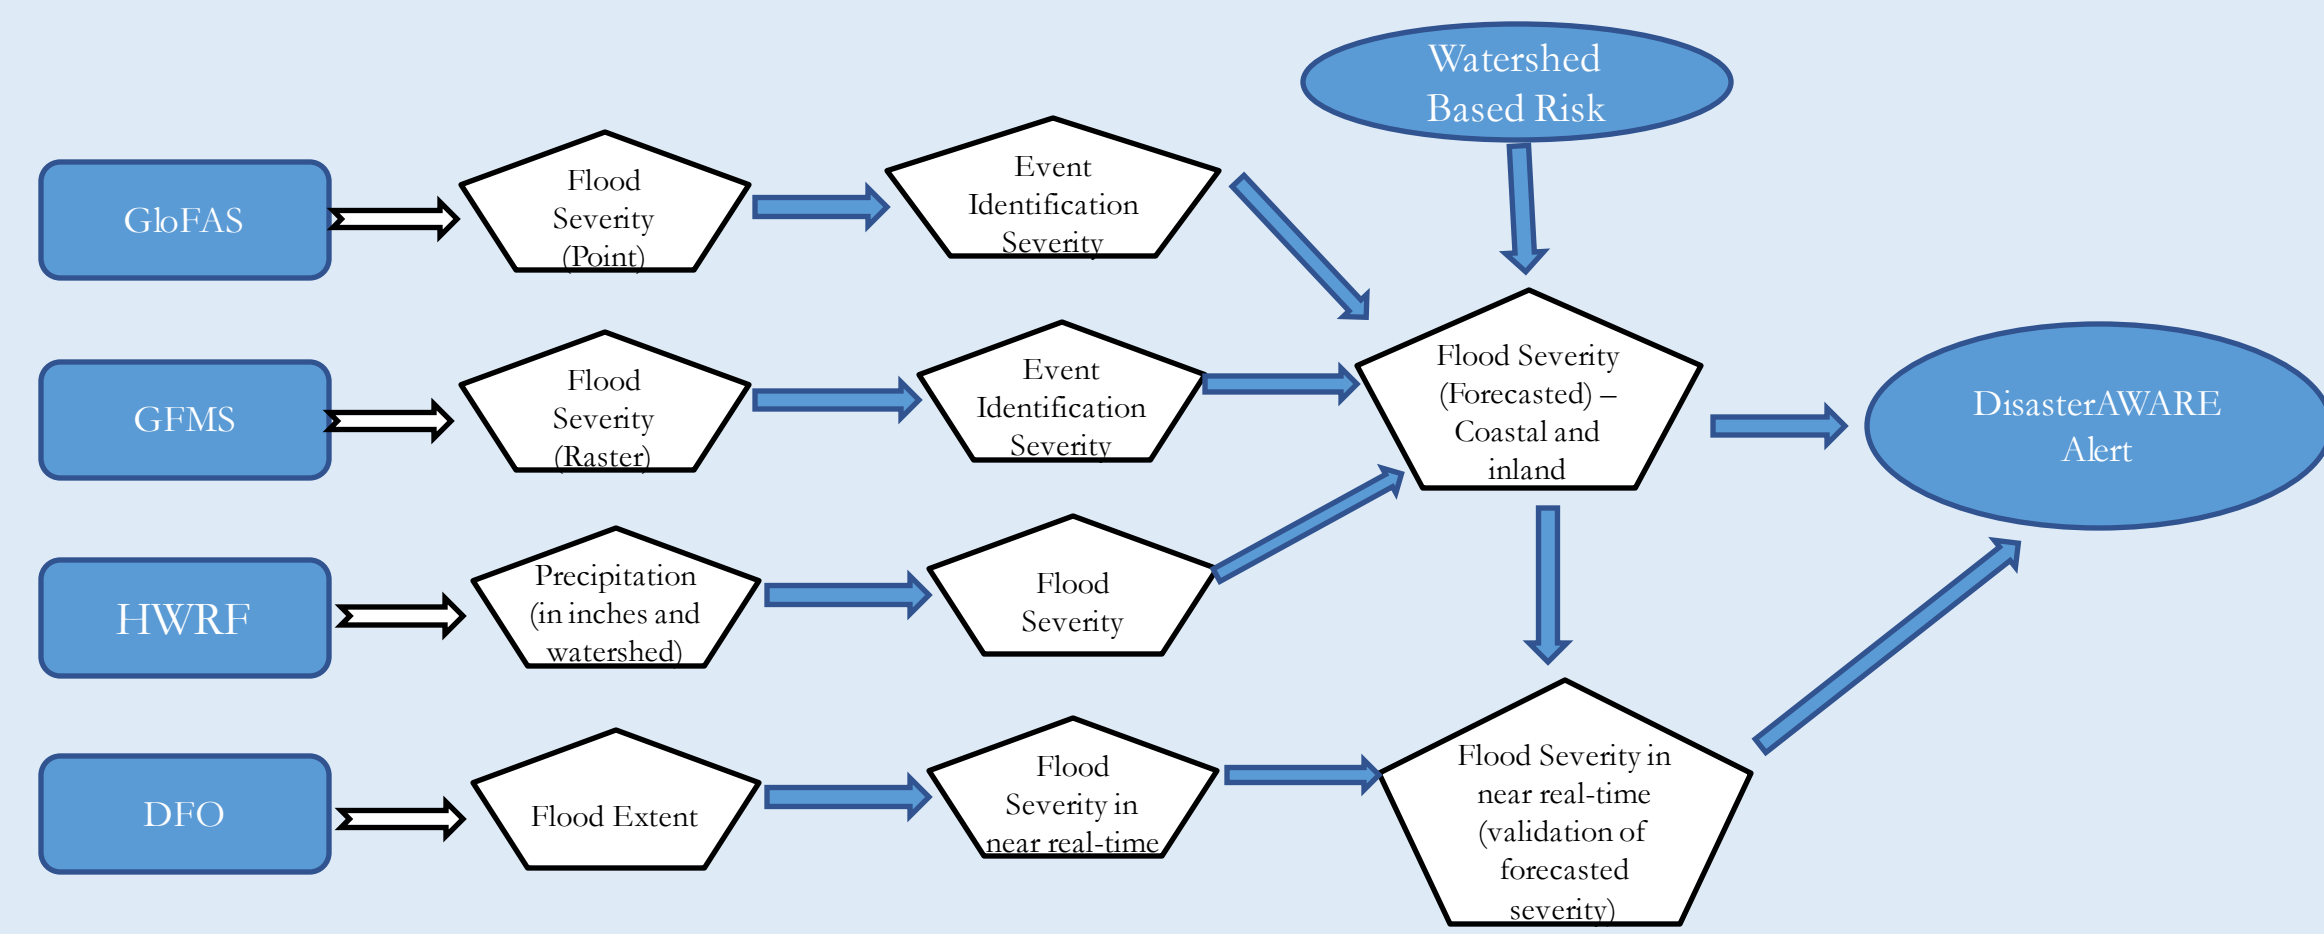 Watershed
Based Risk
GloFAS
Flood
Severity
(Point)
Event
Identification
Severity
GFMS
Flood
Severity
(Raster)
Event
Identification
Severity
Flood Severity
(Forecasted) –
Coastal and
inland
DisasterAWARE
Alert
HWRF
Precipitation
(in inches and
watershed)
Flood
Severity
DFO
Flood Extent
Flood
Severity in
near real-time
Flood Severity in
near real-time
(validation of
forecasted
severity)